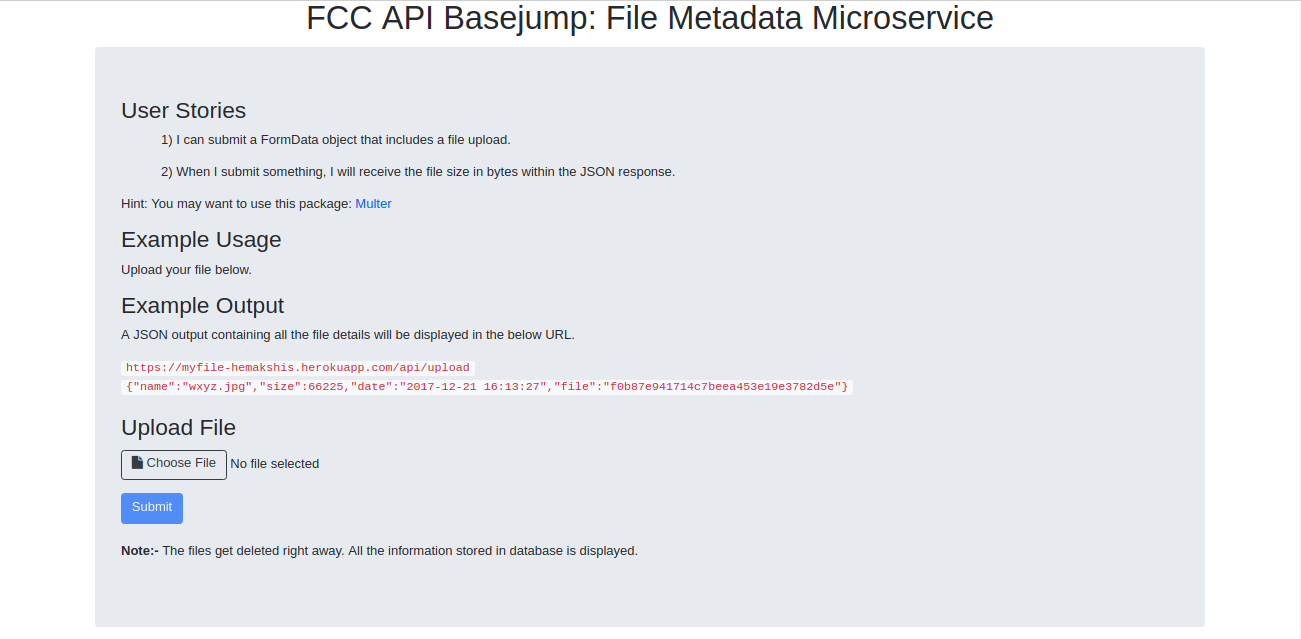 FCC API Basejump: File Metadata Microservice
User Stories
1) I can submit a FormData object that includes a file upload.
2) When I submit something, I will receive the file size in bytes within the JSON response.
Hint: You may want to use this package: Multer
Example Usage
Upload your file below.
Example Output
A JSON output containing all the file details will be displayed in the below URL.
https://myfile-hemakshis.herokuapp.com/api/upload
{"name":"wxyz.jpg","size":66225,"date":"2017-12-21 16:13:27","file":"f0b87e941714c7beea453e19e3782d5e"}
Upload File
Choose File No file selected
Submit
Note:- The files get deleted right away. All the information stored in database is displayed.